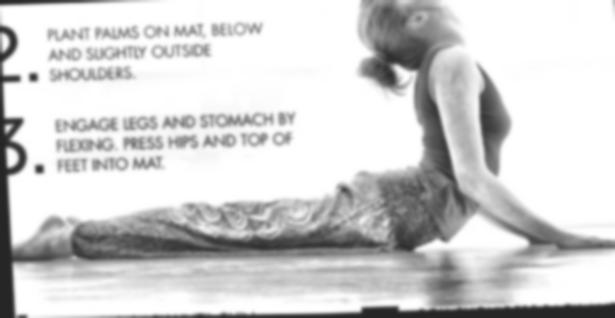 2. PLANT PALMS ON MAT, BELOW
AND SLIGHTLY OUTSIDE
SHOULDERS.
3. ENGAGE LEGS AND STOMACH BY
FLEXING. PRESS HIPS AND TOP OF
FEET INTO MAT.